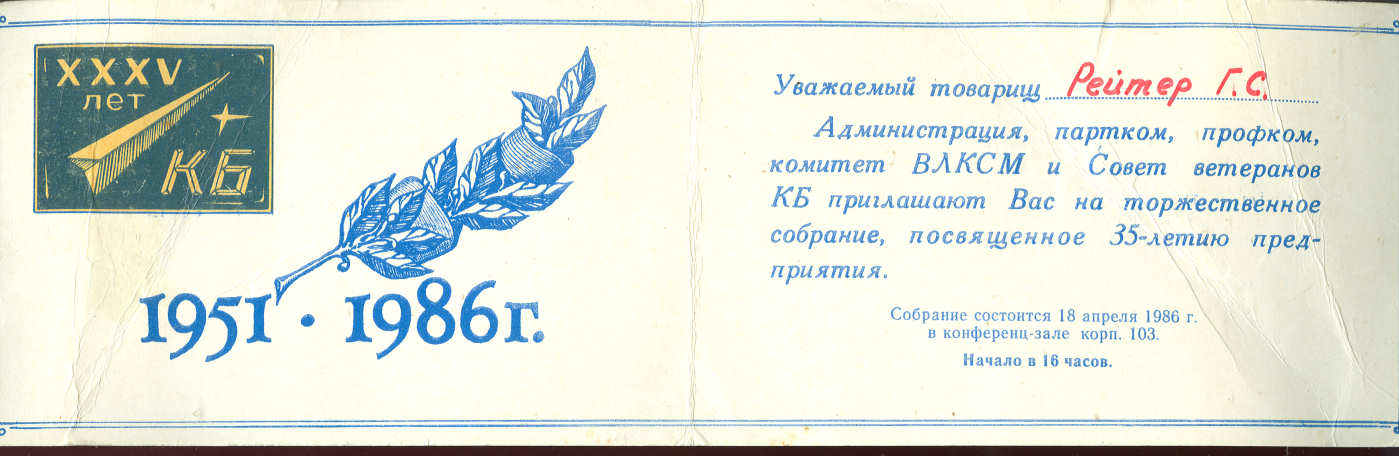 XXXV
лет
КБ
1951 · 1986г.
Уважаемый товарищ Рейтер Г.С.
Администрация, партком, профком,
комитет ВЛКСМ и Совет ветеранов
КБ приглашают Вас на торжественное
собрание, посвященное 35-летию пред-
приятия.
Собрание состоится 18 апреля 1986 г.
в конференц-зале корп. 103.
Начало в 16 часов.